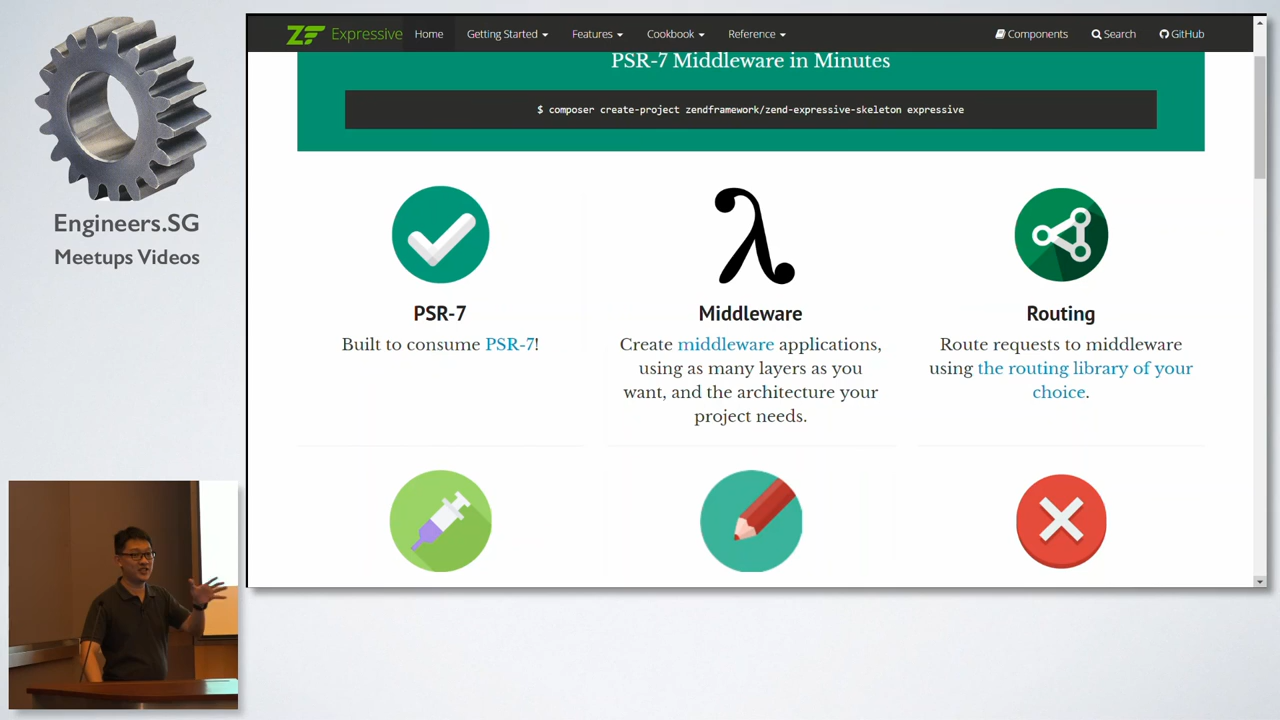 ZF Expressive Home Getting Started Features Cookbook Reference Components Search GitHub
PSR-7 Middleware in Minutes
$ composer create-project zendframework/zend-expressive-skeleton expressive
PSR-7
Built to consume PSR-7!
λ
Middleware
Create middleware applications,
using as many layers as you
want, and the architecture your
project needs.
Routing
Route requests to middleware
using the routing library of your
choice.
Engineers.SG
Meetups Videos